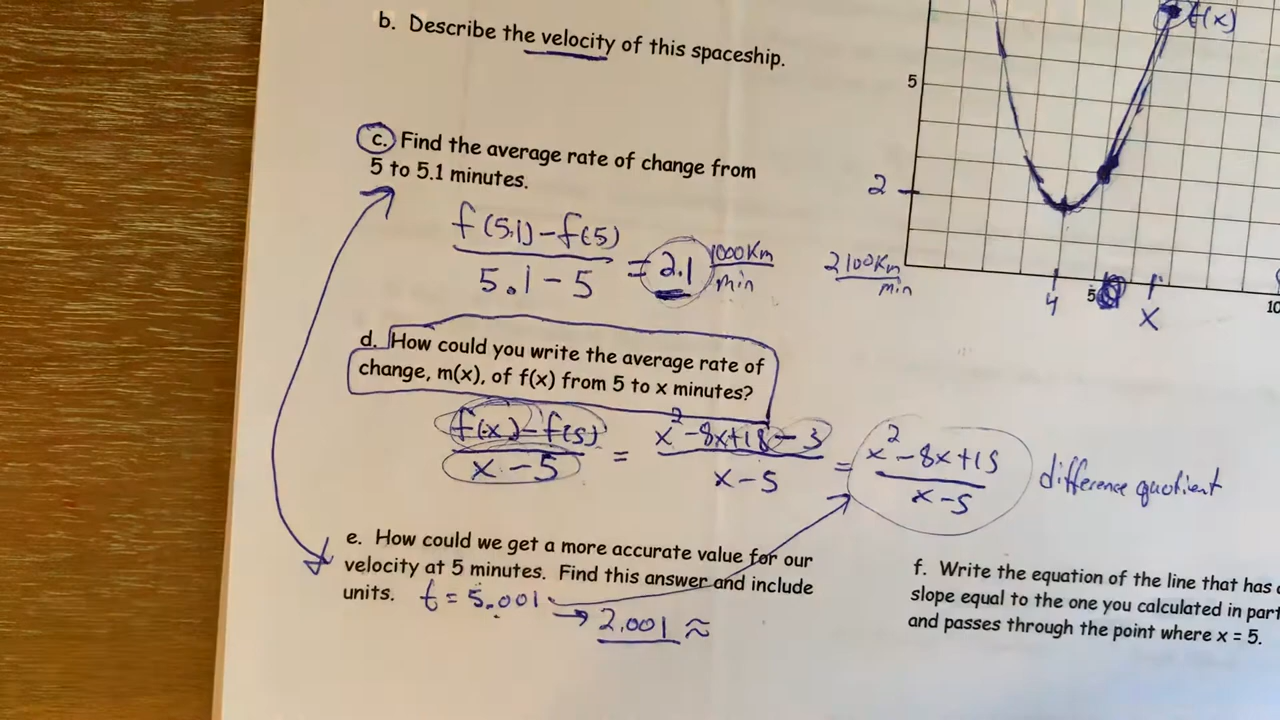 b. Describe the velocity of this spaceship.
f(x)
5
2
4
5
x
10
c. Find the average rate of change from
5 to 5.1 minutes.
f(5.1)-f(5)
5.1-5
= 2.1
1000Km
min
2100Km
min
d. How could you write the average rate of
change, m(x), of f(x) from 5 to x minutes?
f(x)-f(5)
x-5
=
x²-8x+18-3
x-5
=
x²-8x+15
x-5
difference quotient
e. How could we get a more accurate value for our
velocity at 5 minutes. Find this answer and include
units. t = 5.001 → 2.001 ≈
f. Write the equation of the line that has
slope equal to the one you calculated in part
and passes through the point where x = 5.